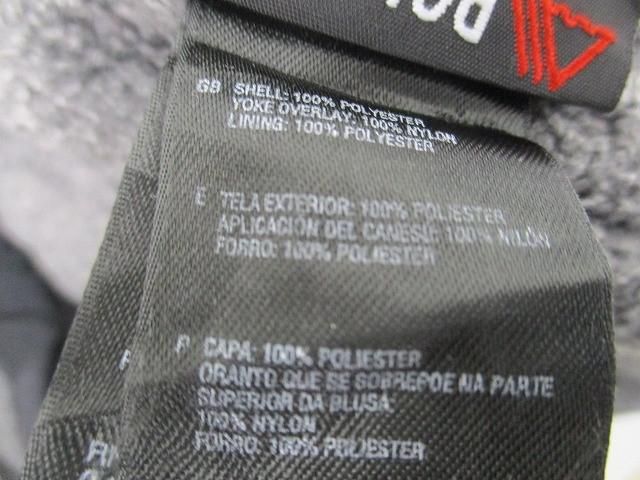 GB SHELL: 100% POLYESTER
YOKE OVERLAY: 100% NYLON
LINING: 100% POLYESTER
E TELA EXTERIOR: 100% POLIESTER
APLICACION DEL CANESUF 100% NILÓN
FORRO: 100% POLIESTER
P CAPA: 100% POLIESTER
ORANTO QUE SE SOBREPOE NA PARTE
SUPERIOR DA BLUSA:
100% NYLON
FORRO: 100% POLIESTER